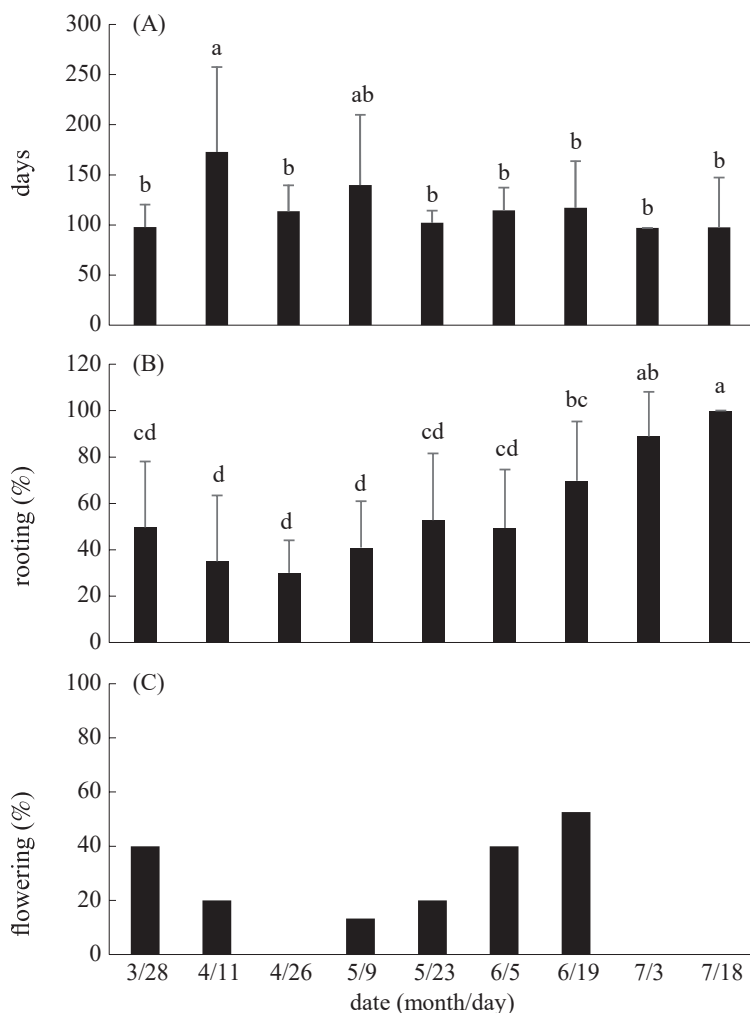 (A)
300
250
200
150
100
50
0
days
b
a
b
ab
b
b
b
b
b
(B)
120
100
80
60
40
20
0
rooting (%)
cd
d
d
d
cd
cd
bc
ab
a
(C)
100
80
60
40
20
0
flowering (%)
3/28 4/11 4/26 5/9 5/23 6/5 6/19 7/3 7/18
date (month/day)